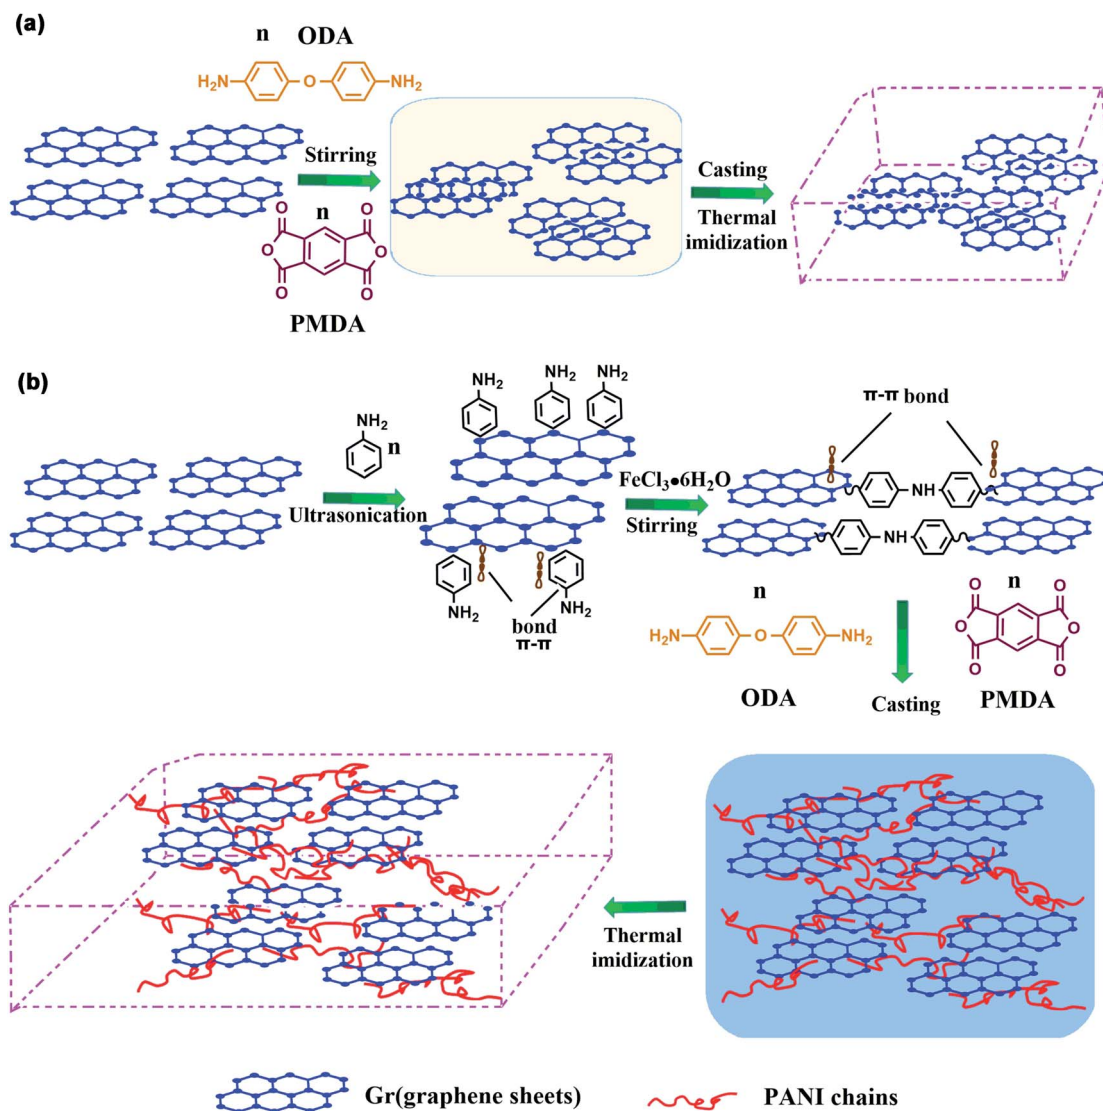 (a)
n ODA
H₂N O NH₂
Stirring
n
O O
O O
O O
PMDA
Casting
Thermal
imidization
(b)
NH₂
n
Ultrasonication
NH₂ NH₂ NH₂
NH₂ NH₂
bond
π-π
FeCl₃•6H₂O
Stirring
π-π bond
NH
NH
n
H₂N O NH₂
ODA
n
O O
O O
O O
PMDA
Casting
Thermal
imidization
Gr(graphene sheets)
PANI chains